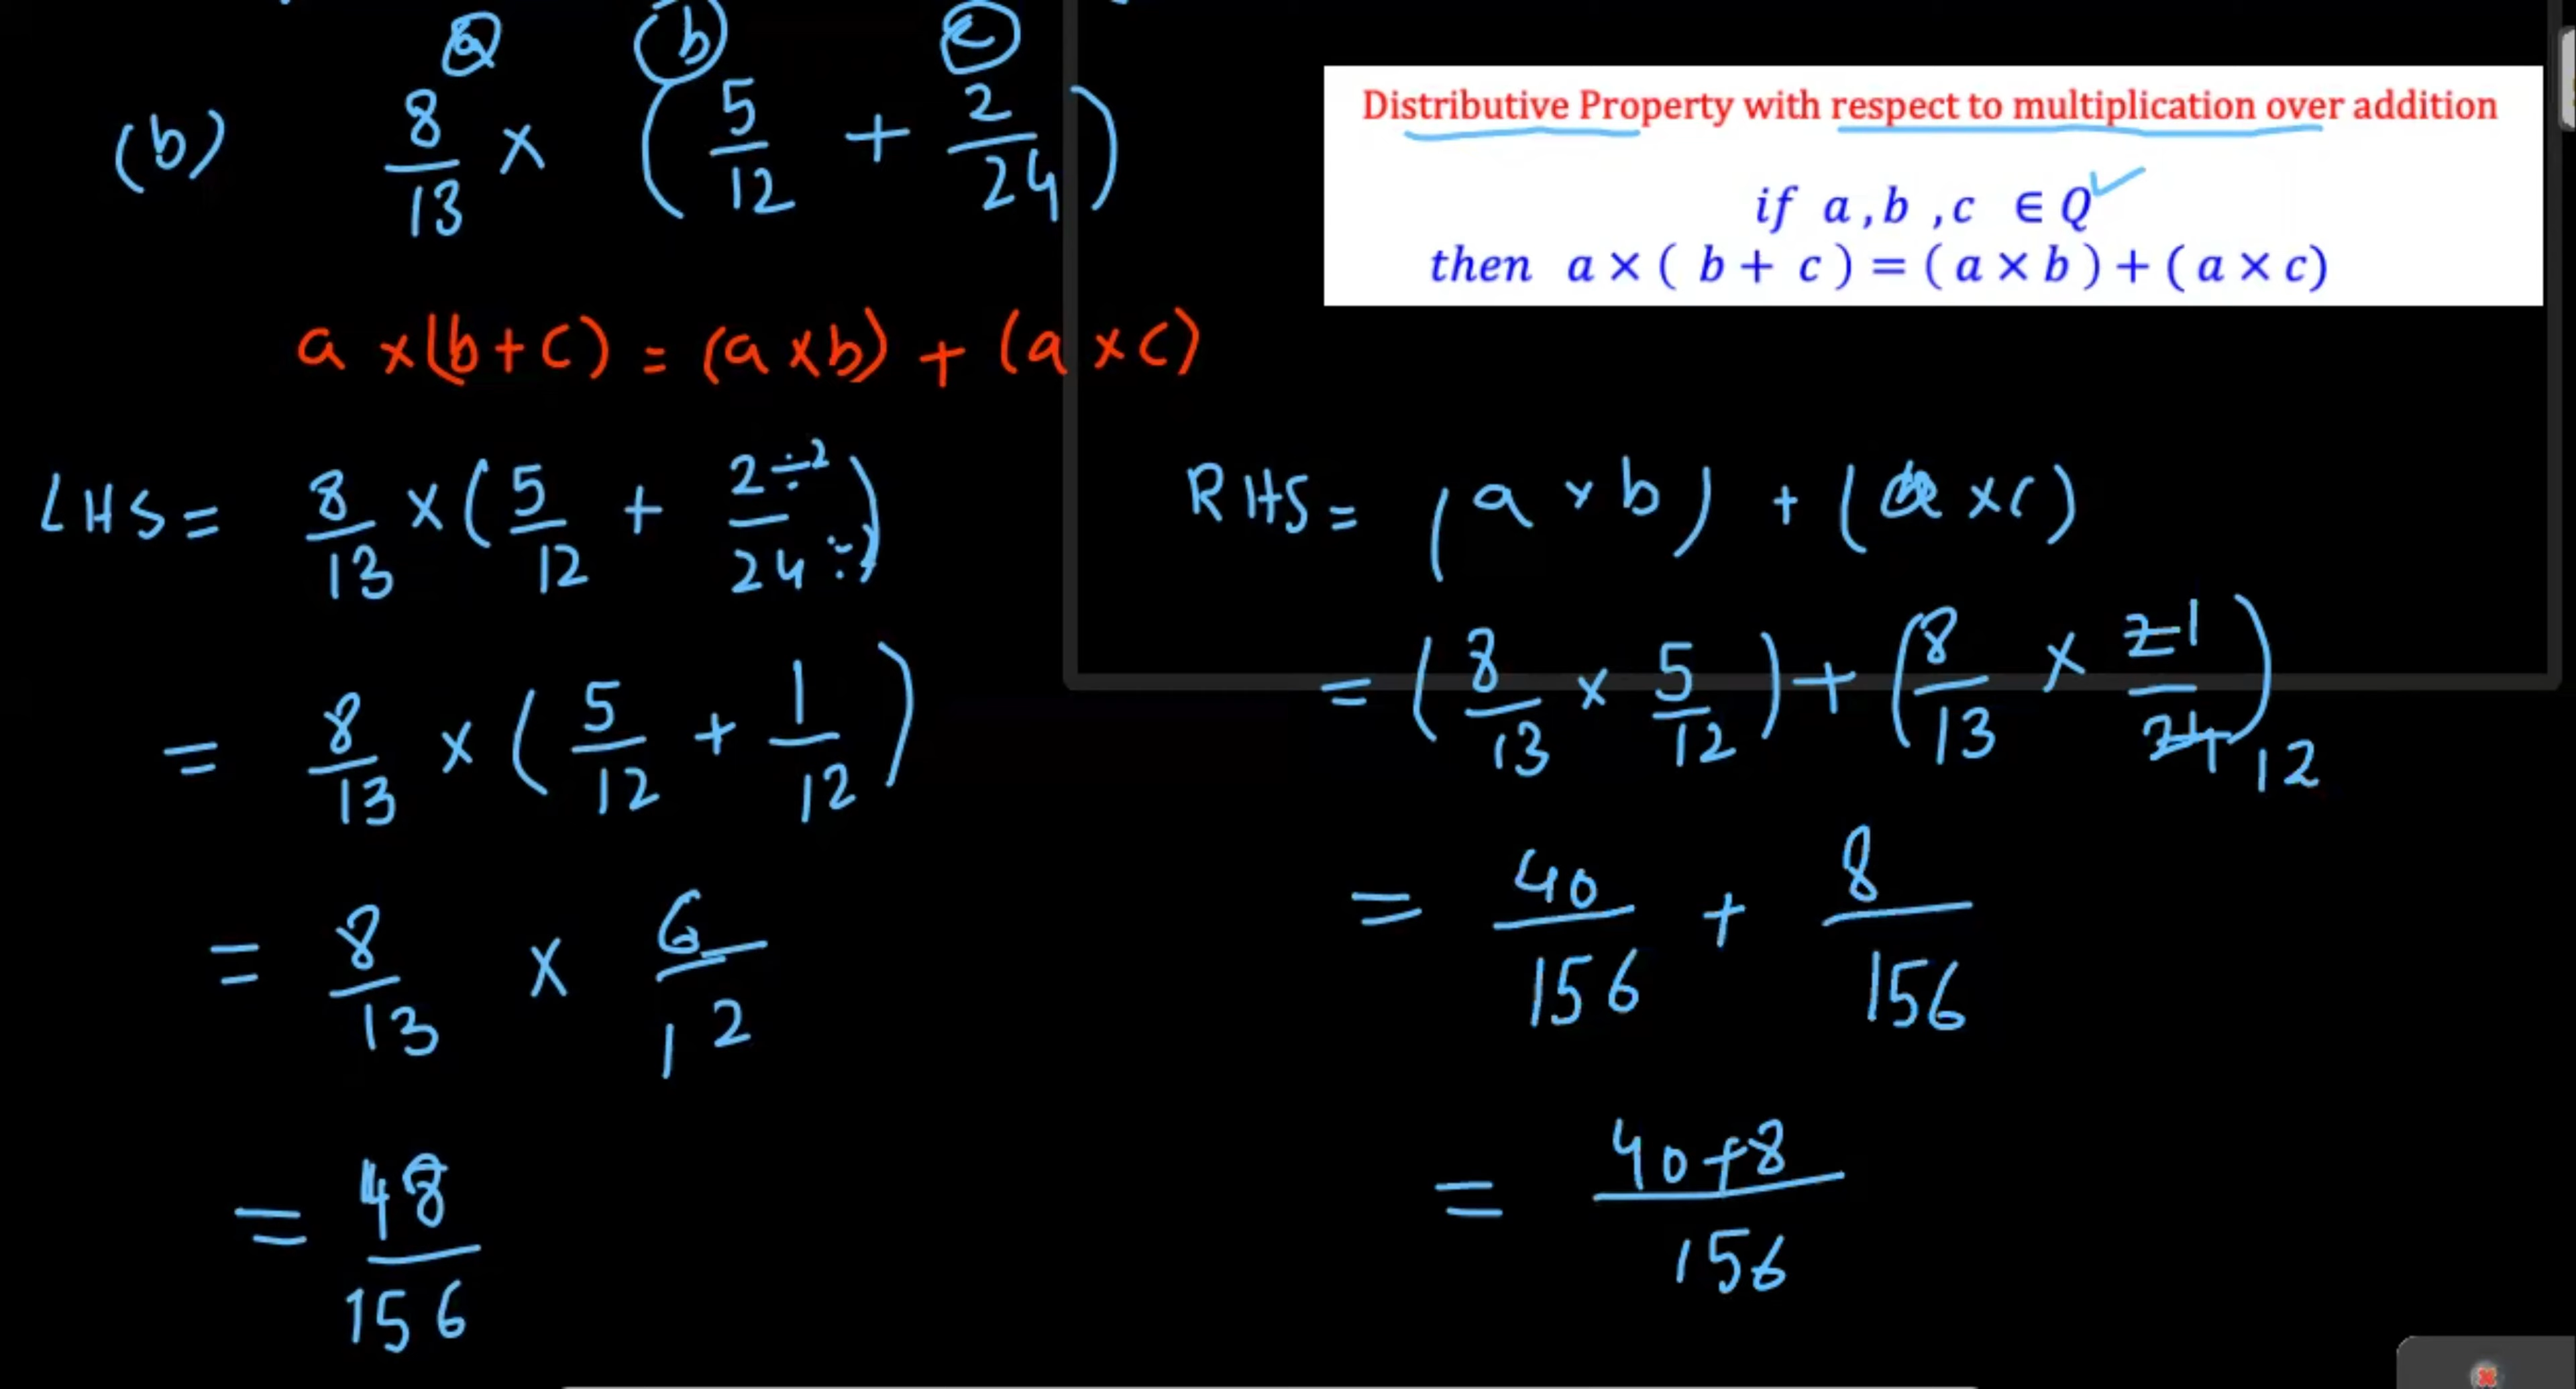 a b c
(b) 8/13 × (5/12 + 2/24)
Distributive Property with respect to multiplication over addition
if a, b , c ∈ Q
then a × ( b + c ) = ( a × b ) + ( a × c)
a × (b + c) = (a × b) + (a × c)
LHS = 8/13 × (5/12 + 2÷2/24÷2)
= 8/13 × (5/12 + 1/12)
= 8/13 × 6/12
= 48/156
RHS = (a × b) + (a × c)
= (8/13 × 5/12) + (8/13 × 2 1/24 12)
= 40/156 + 8/156
= 40+8/156